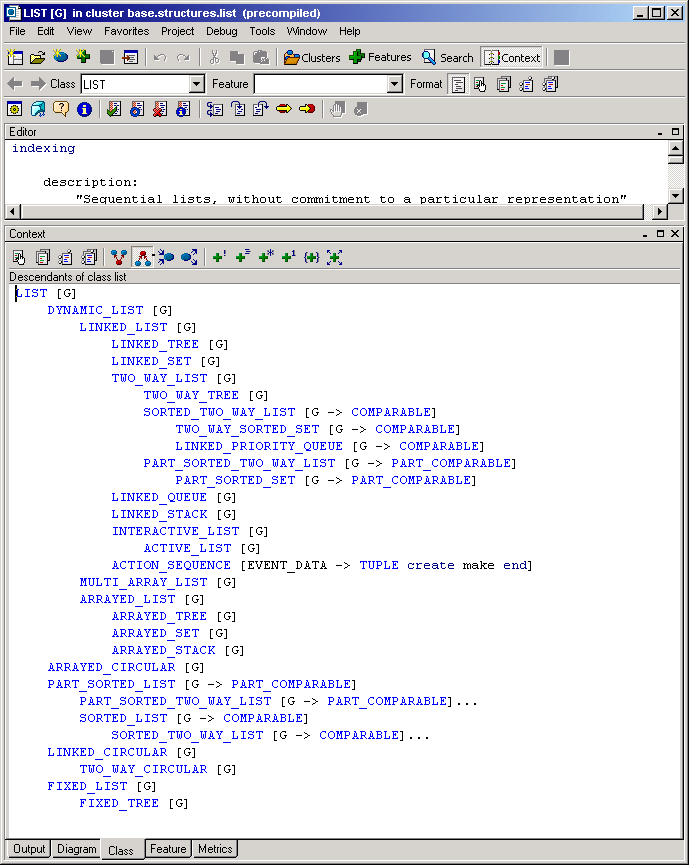 LIST [G]  in cluster base.structures.list  (precompiled)
File Edit View Favorites Project Debug Tools Window Help
Clusters Features Search Context
Class LIST Feature Format
Editor
indexing
description:
"Sequential lists, without commitment to a particular representation"
Context
Descendants of class list
LIST [G]
DYNAMIC_LIST [G]
LINKED_LIST [G]
LINKED_TREE [G]
LINKED_SET [G]
TWO_WAY_LIST [G]
TWO_WAY_TREE [G]
SORTED_TWO_WAY_LIST [G -> COMPARABLE]
TWO_WAY_SORTED_SET [G -> COMPARABLE]
LINKED_PRIORITY_QUEUE [G -> COMPARABLE]
PART_SORTED_TWO_WAY_LIST [G -> PART_COMPARABLE]
PART_SORTED_SET [G -> PART_COMPARABLE]
LINKED_QUEUE [G]
LINKED_STACK [G]
INTERACTIVE_LIST [G]
ACTIVE_LIST [G]
ACTION_SEQUENCE [EVENT_DATA -> TUPLE create make end]
MULTI_ARRAY_LIST [G]
ARRAYED_LIST [G]
ARRAYED_TREE [G]
ARRAYED_SET [G]
ARRAYED_STACK [G]
ARRAYED_CIRCULAR [G]
PART_SORTED_LIST [G -> PART_COMPARABLE]
PART_SORTED_TWO_WAY_LIST [G -> PART_COMPARABLE]...
SORTED_LIST [G -> COMPARABLE]
SORTED_TWO_WAY_LIST [G -> COMPARABLE]...
LINKED_CIRCULAR [G]
TWO_WAY_CIRCULAR [G]
FIXED_LIST [G]
FIXED_TREE [G]
Output Diagram Class Feature Metrics